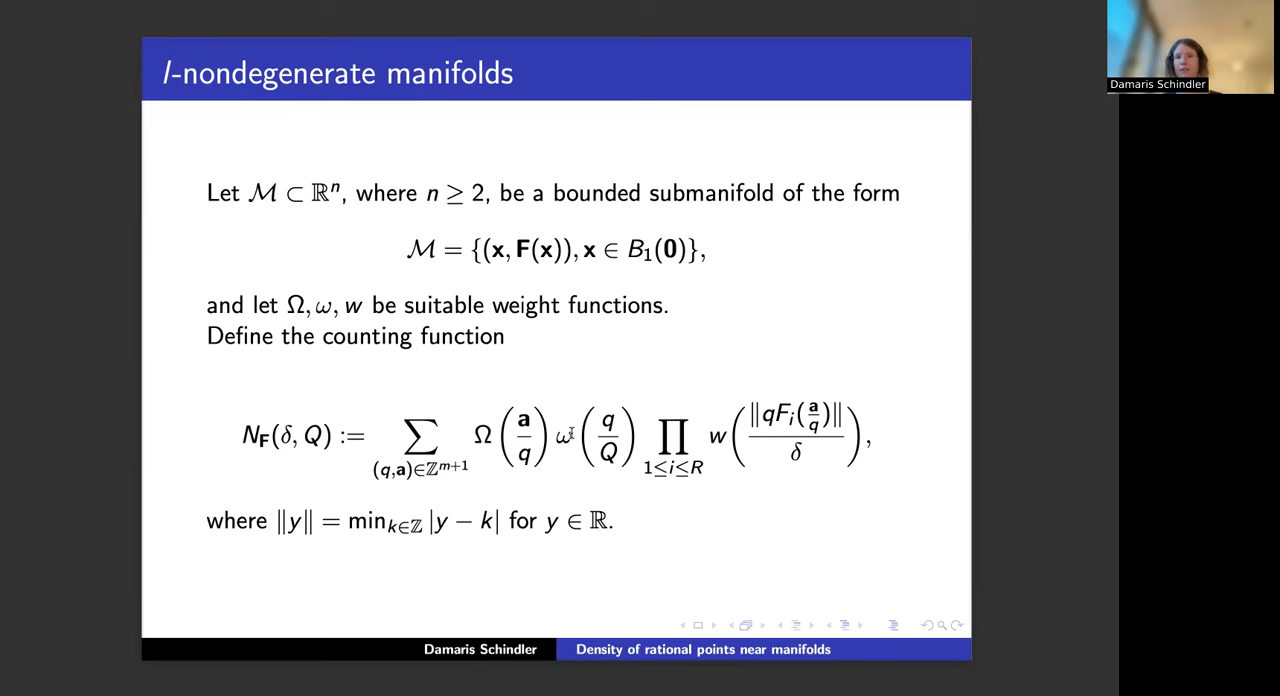 l-nondegenerate manifolds
Damaris Schindler
Let ℳ ⊂ ℝⁿ, where n ≥ 2, be a bounded submanifold of the form
ℳ = {(x, F(x)), x ∈ B₁(0)},
and let Ω, ω, w be suitable weight functions.
Define the counting function
N_F(δ, Q) := ∑_{(q,a)∈ℤ^{m+1}} Ω(a/q) ω(q/Q) ∏_{1≤i≤R} w(‖qF_i(a/q)‖/δ),
where ‖y‖ = min_{k∈ℤ} |y − k| for y ∈ ℝ.
Damaris Schindler Density of rational points near manifolds